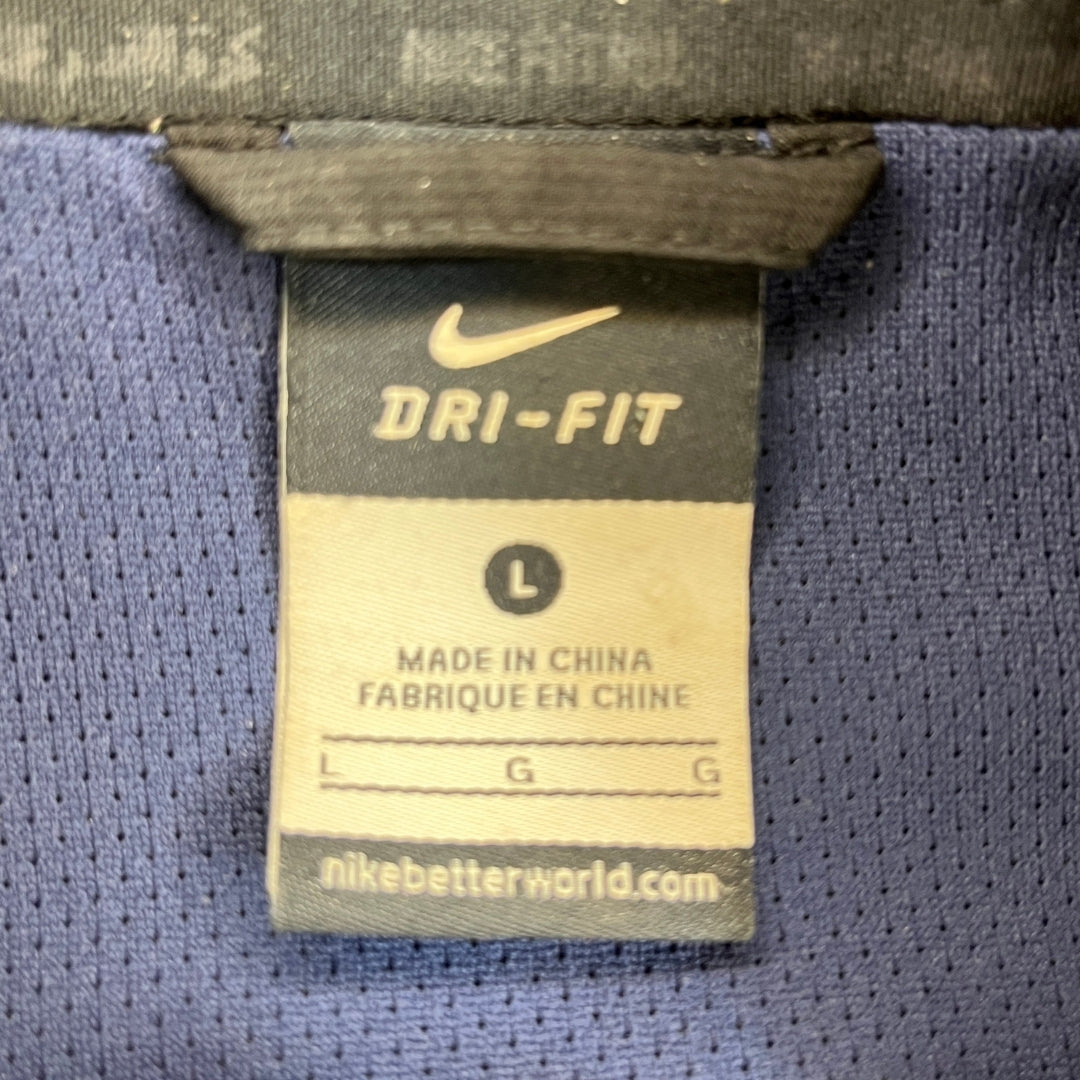 DRI-FIT
L
MADE IN CHINA
FABRIQUE EN CHINE
L G G
nikebetterworld.com